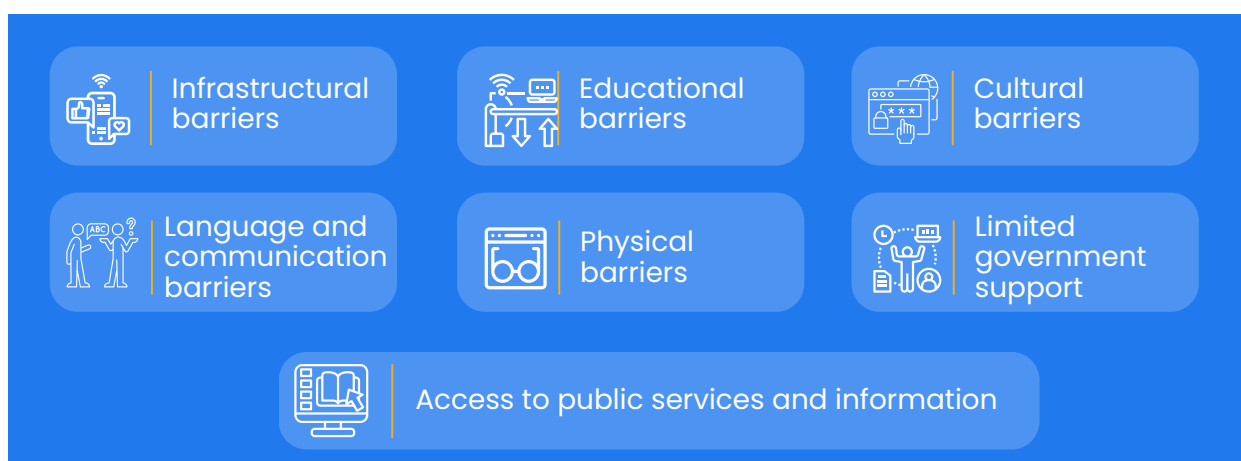 Infrastructural
barriers
Educational
barriers
* * *
Cultural
barriers
ABC
?
Language and
communication
barriers
Physical
barriers
Limited
government
support
Access to public services and information